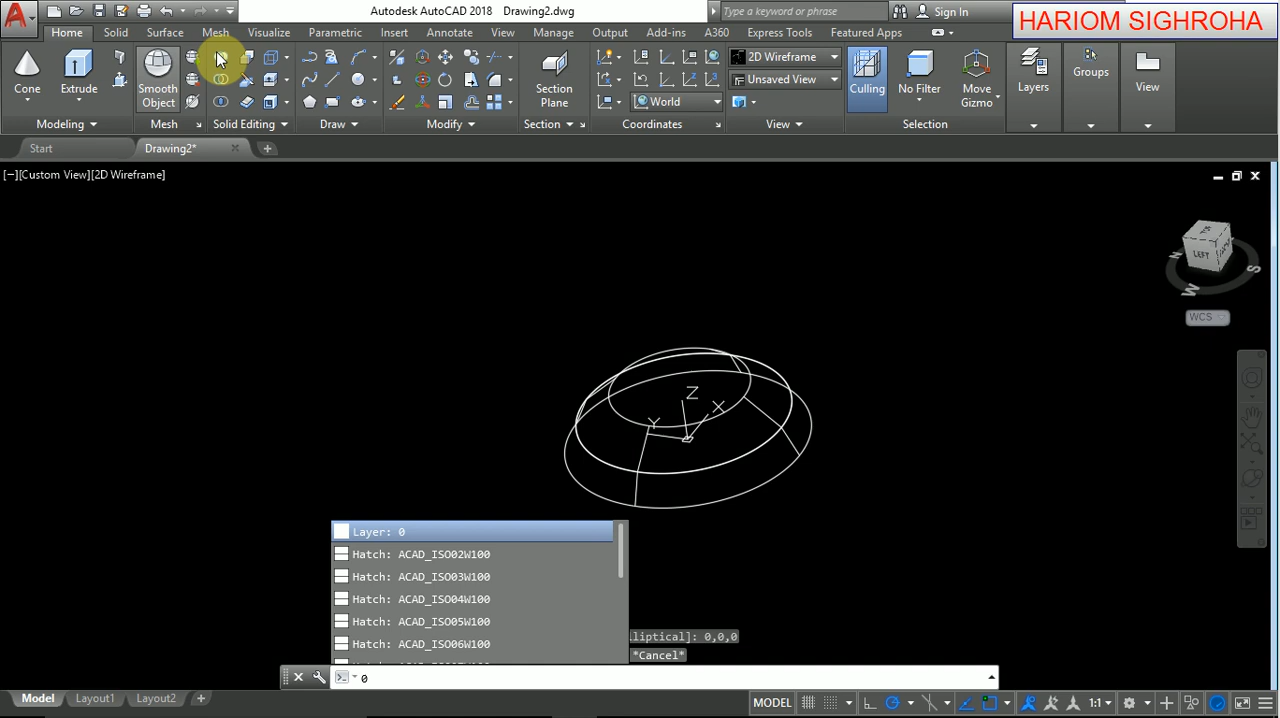 Autodesk AutoCAD 2018 Drawing2.dwg
Type a keyword or phrase
Sign In
HARIOM SIGHROHA
Home Solid Surface Mesh Visualize Parametric Insert Annotate View Manage Output Add-ins A360 Express Tools Featured Apps
Cone
Extrude
Smooth
Object
Section
Plane
2D Wireframe
Unsaved View
World
Culling
No Filter
Move
Gizmo
Layers
Groups
View
Modeling Mesh Solid Editing Draw Modify Section Coordinates View Selection
Start
Drawing2*
[−][Custom View][2D Wireframe]
LEFT
N
S
W
WCS
Z
X
Y
Layer: 0
Hatch: ACAD_ISO02W100
Hatch: ACAD_ISO03W100
Hatch: ACAD_ISO04W100
Hatch: ACAD_ISO05W100
Hatch: ACAD_ISO06W100
lliptical]: 0,0,0
*Cancel*
0
Model Layout1 Layout2
MODEL
1:1